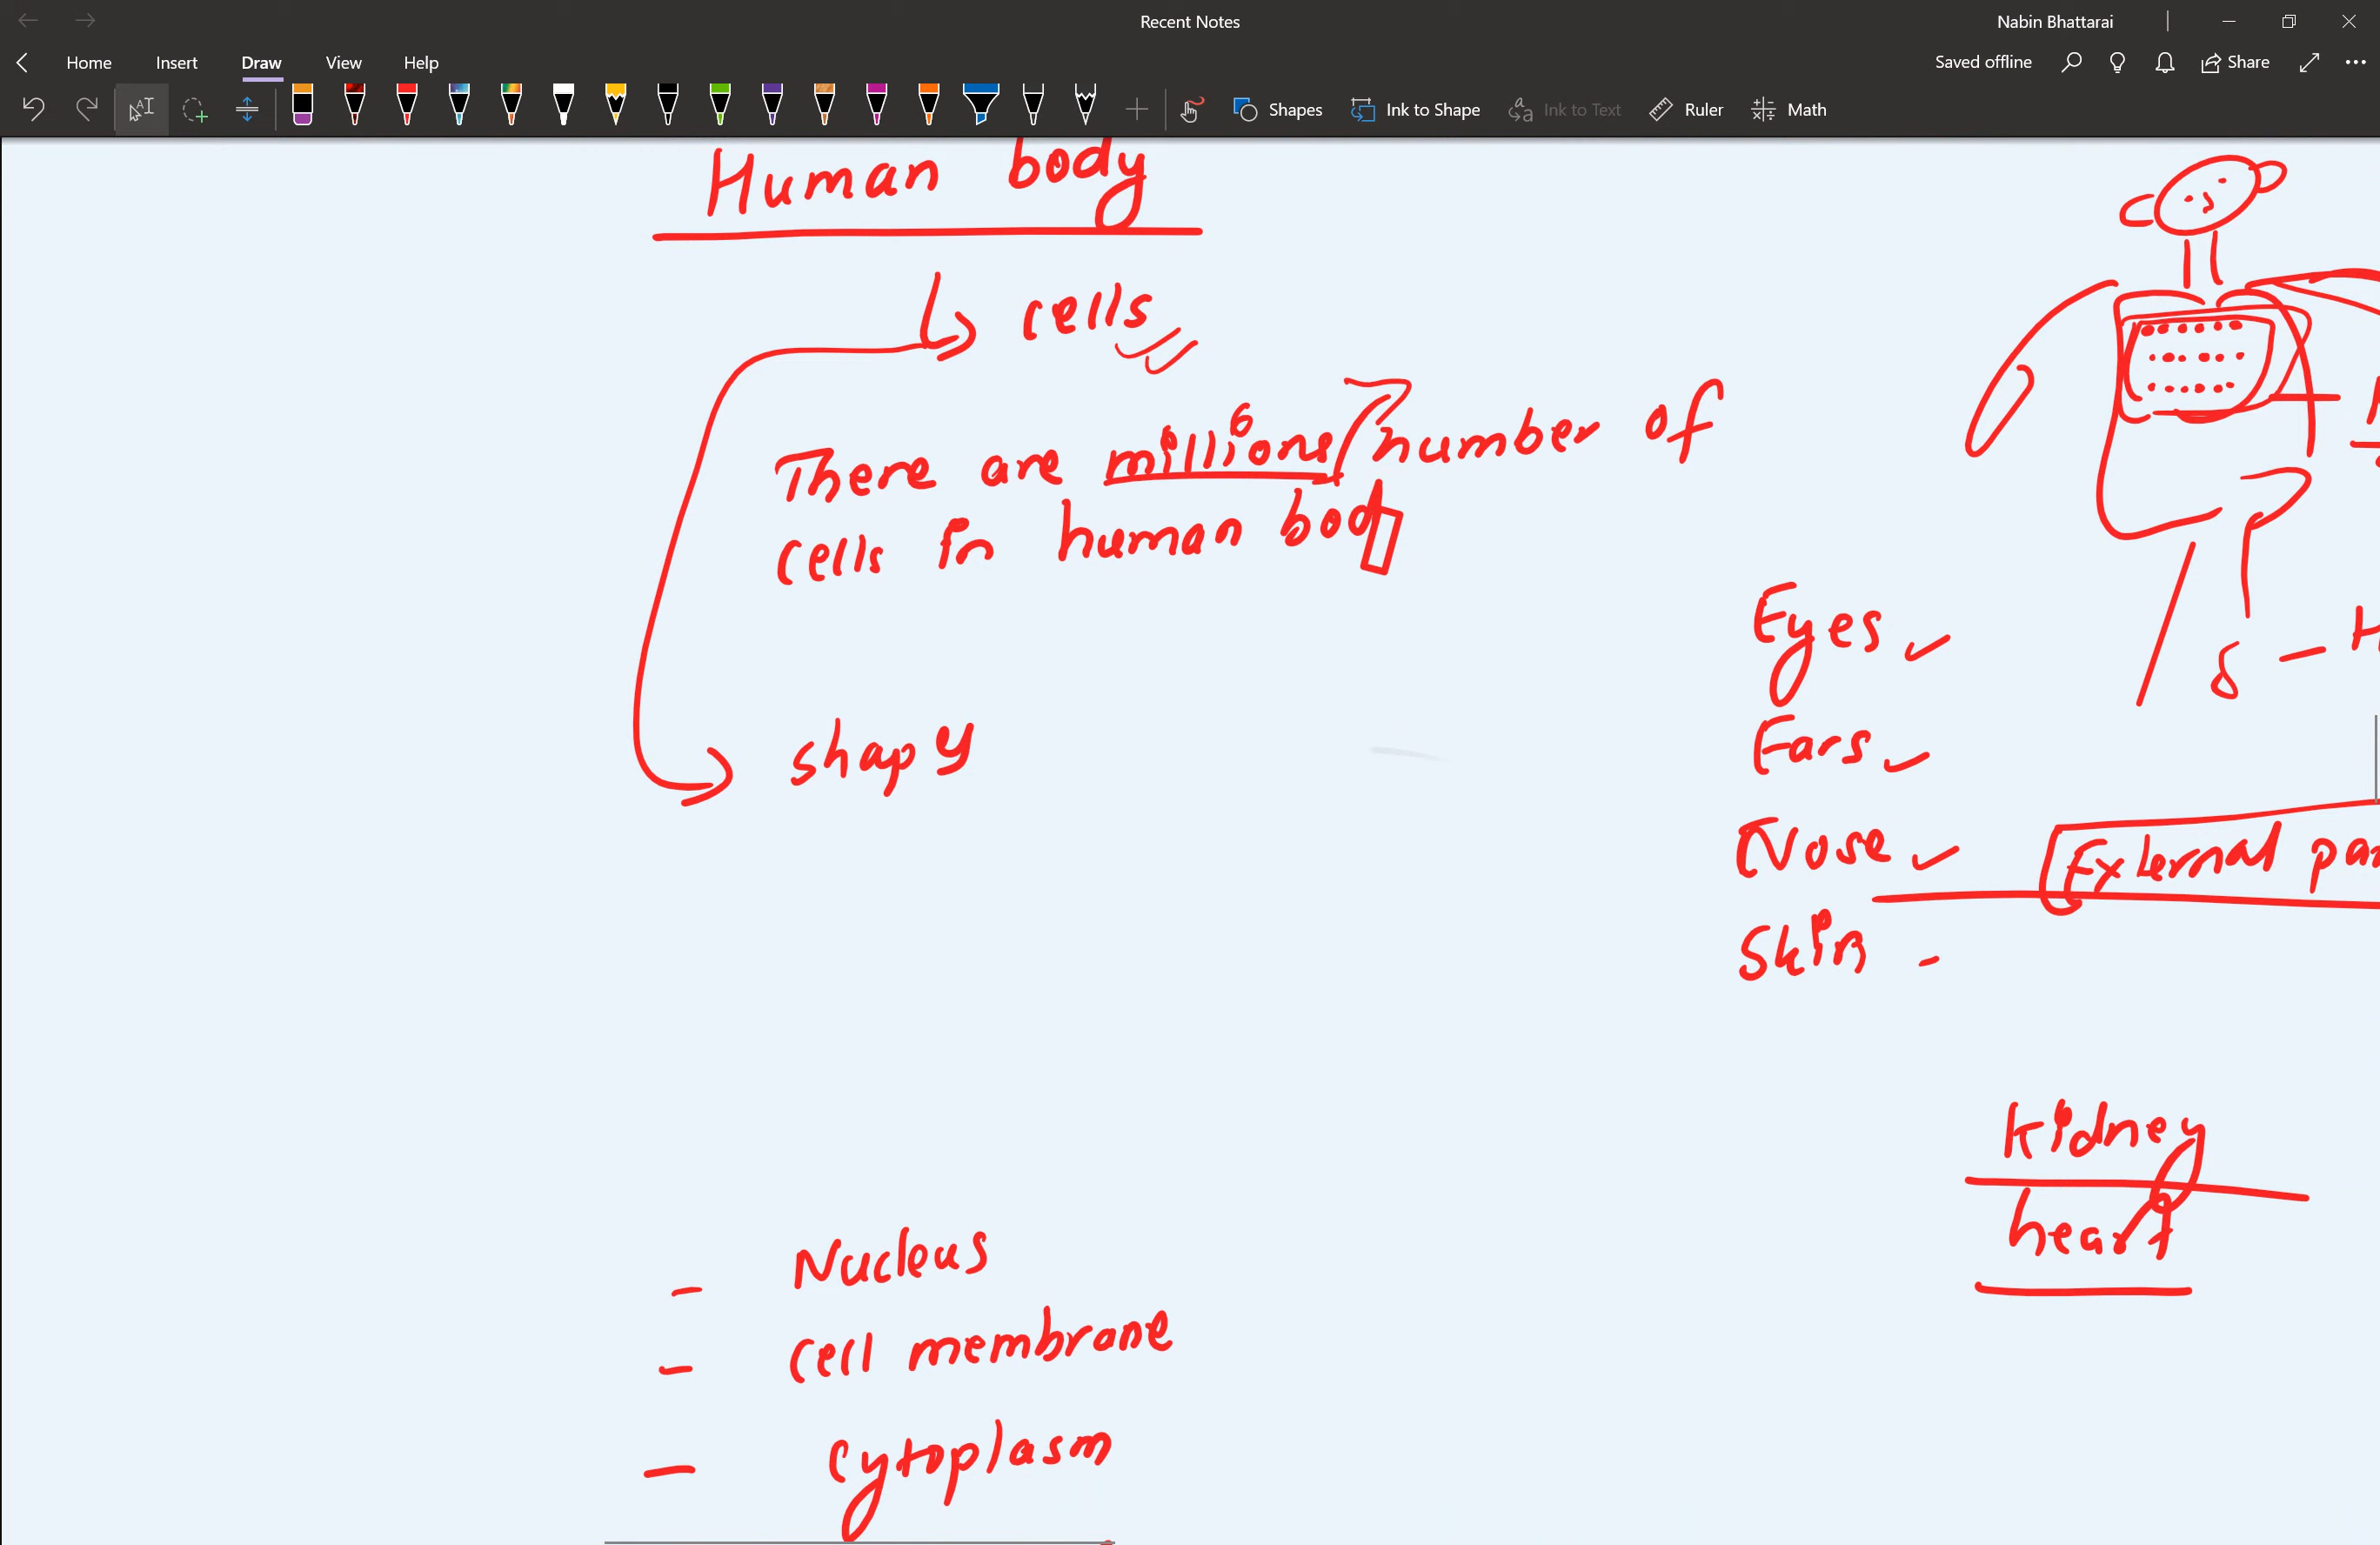 Recent Notes
Nabin Bhattarai
Home Insert Draw View Help
Saved offline
Share
Shapes
Ink to Shape
Ink to Text
Ruler
Math
Human body
cells
There are millions number of
cells in human body
shapes
Eyes
Ears
Nose
External
Skin
Kidney
heart
- Nucleus
- cell membrane
- cytoplasm